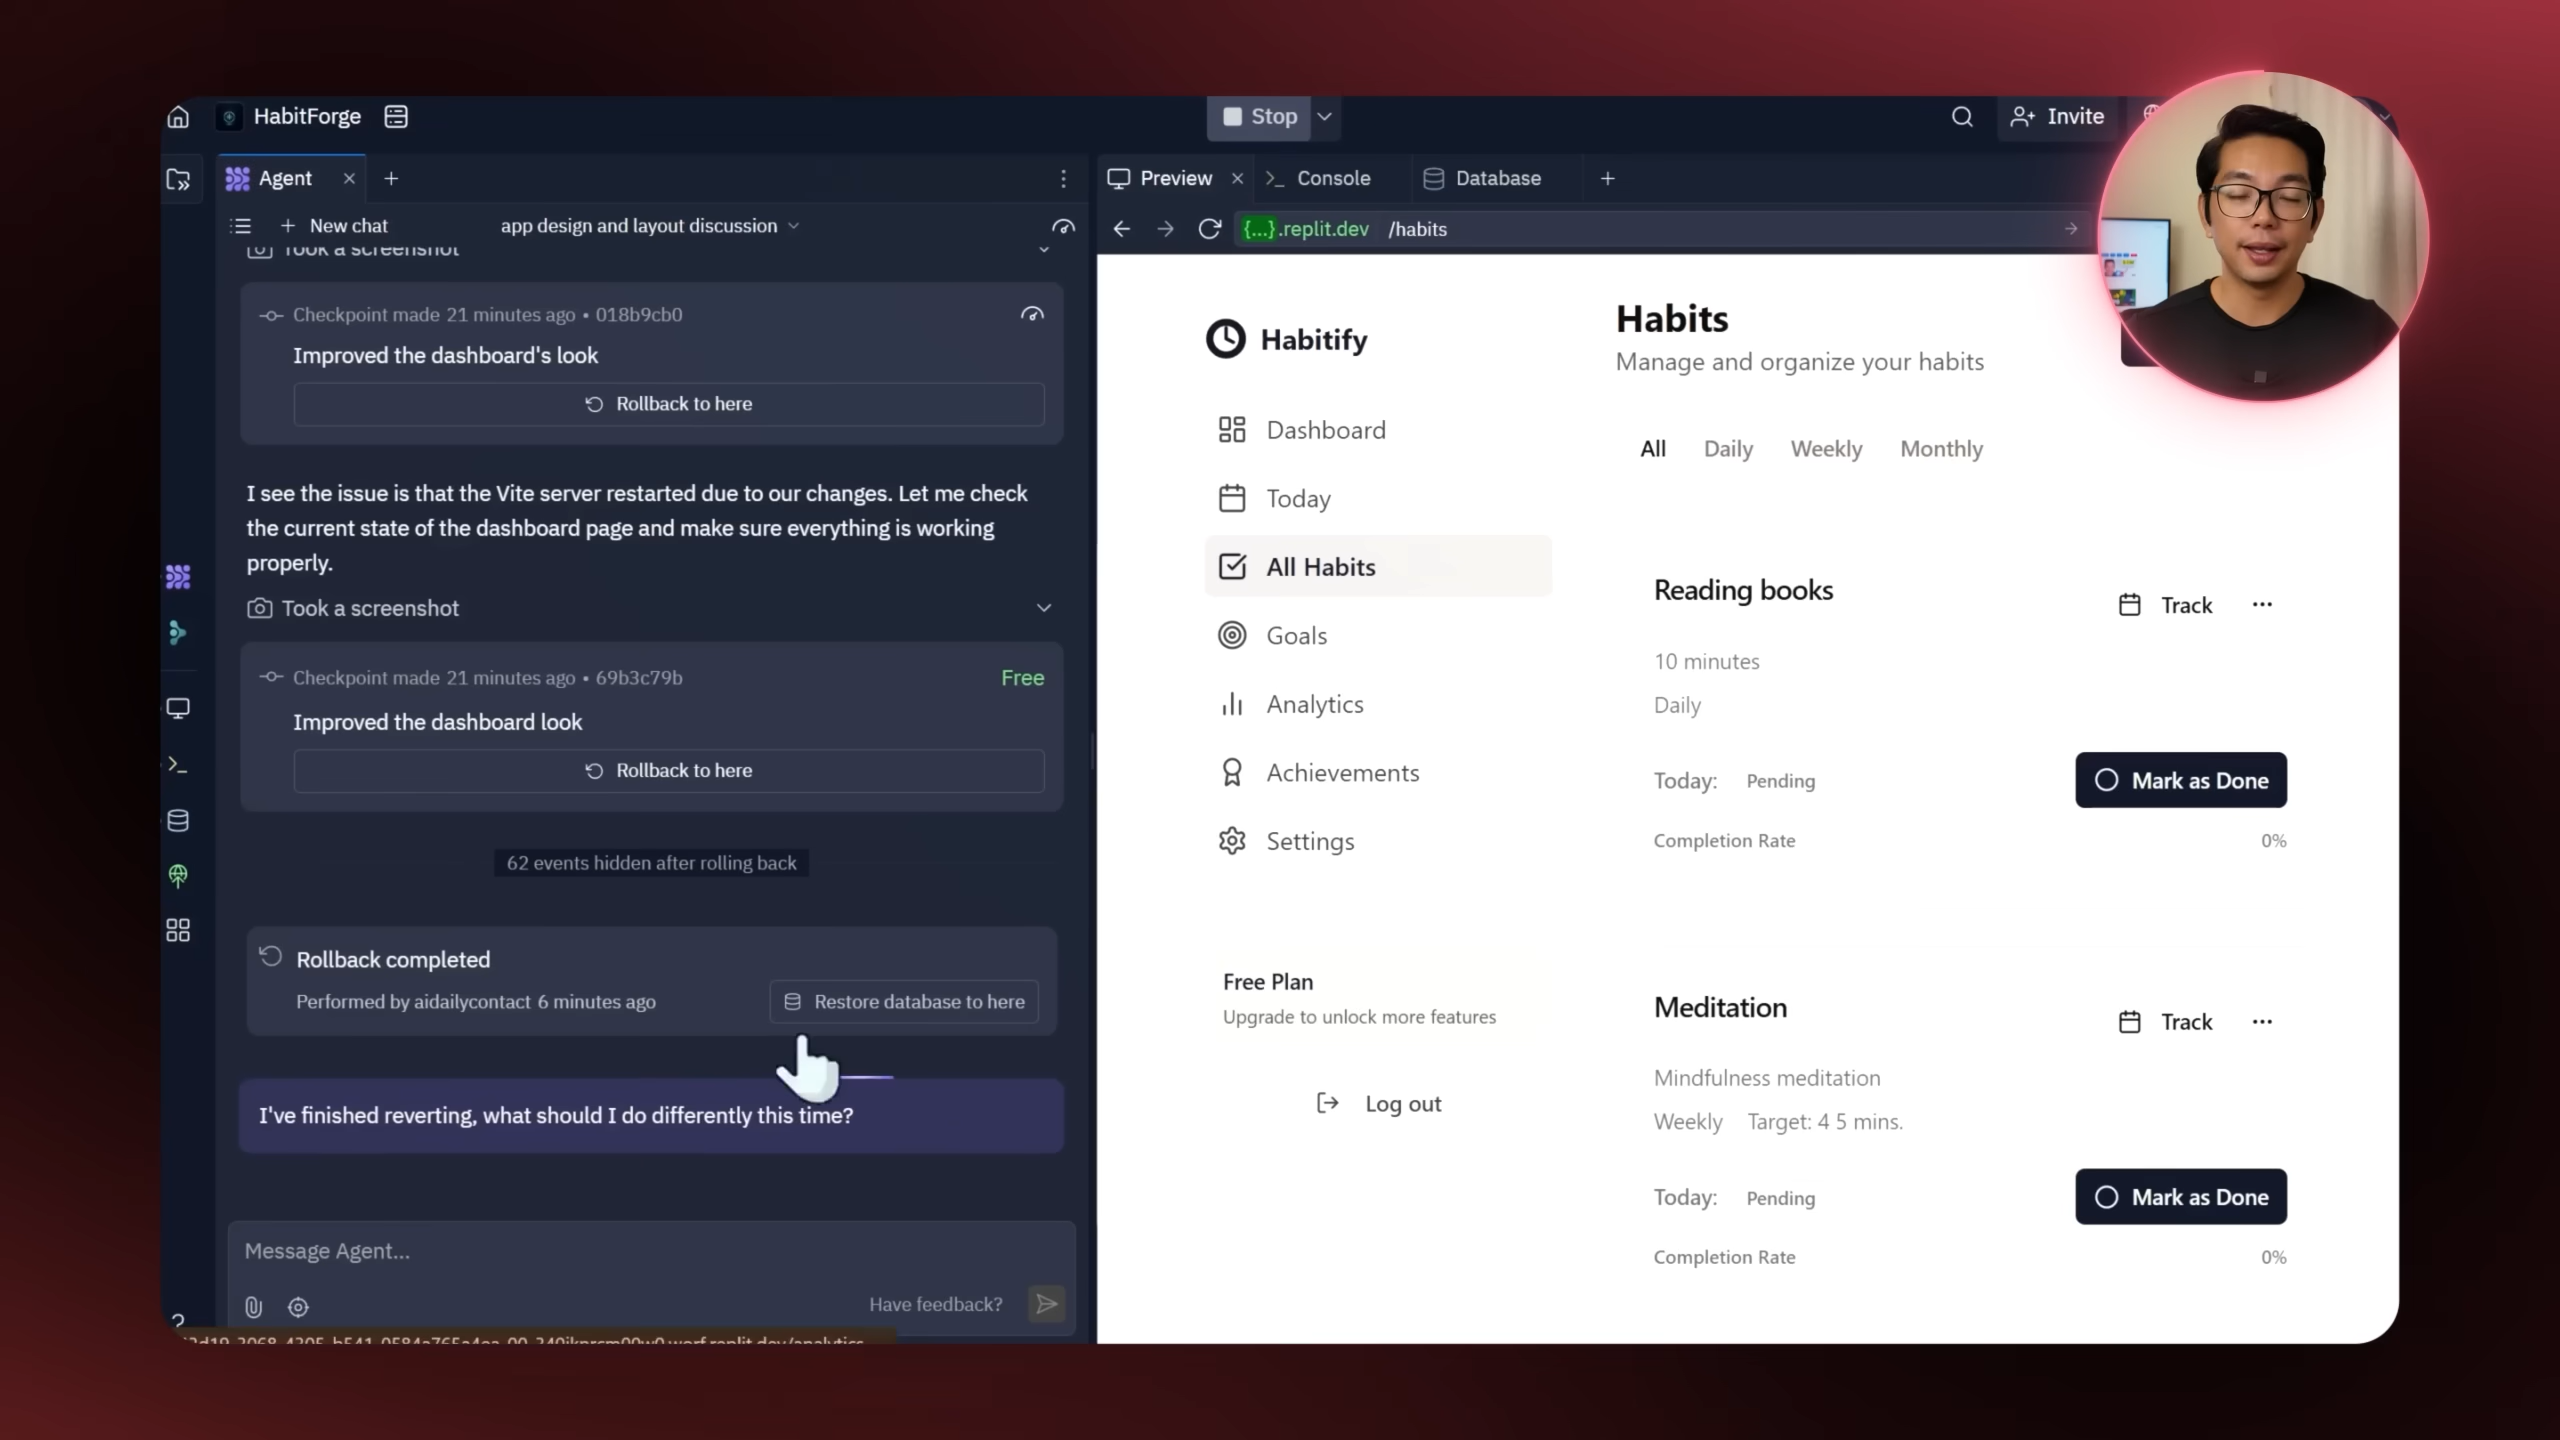 HabitForge
Stop
Invite
Agent
Preview
Console
Database
New chat
app design and layout discussion
{...}.replit.dev /habits
Took a screenshot
Checkpoint made 21 minutes ago • 018b9cb0
Improved the dashboard's look
Rollback to here
I see the issue is that the Vite server restarted due to our changes. Let me check
the current state of the dashboard page and make sure everything is working
properly.
Took a screenshot
Checkpoint made 21 minutes ago • 69b3c79b
Free
Improved the dashboard look
Rollback to here
62 events hidden after rolling back
Rollback completed
Performed by aidailycontact 6 minutes ago
Restore database to here
I've finished reverting, what should I do differently this time?
Message Agent...
Have feedback?
Habitify
Dashboard
Today
All Habits
Goals
Analytics
Achievements
Settings
Free Plan
Upgrade to unlock more features
Log out
Habits
Manage and organize your habits
All Daily Weekly Monthly
Reading books
Track
10 minutes
Daily
Today: Pending
Mark as Done
Completion Rate
0%
Meditation
Track
Mindfulness meditation
Weekly Target: 4 5 mins.
Today: Pending
Mark as Done
Completion Rate
0%